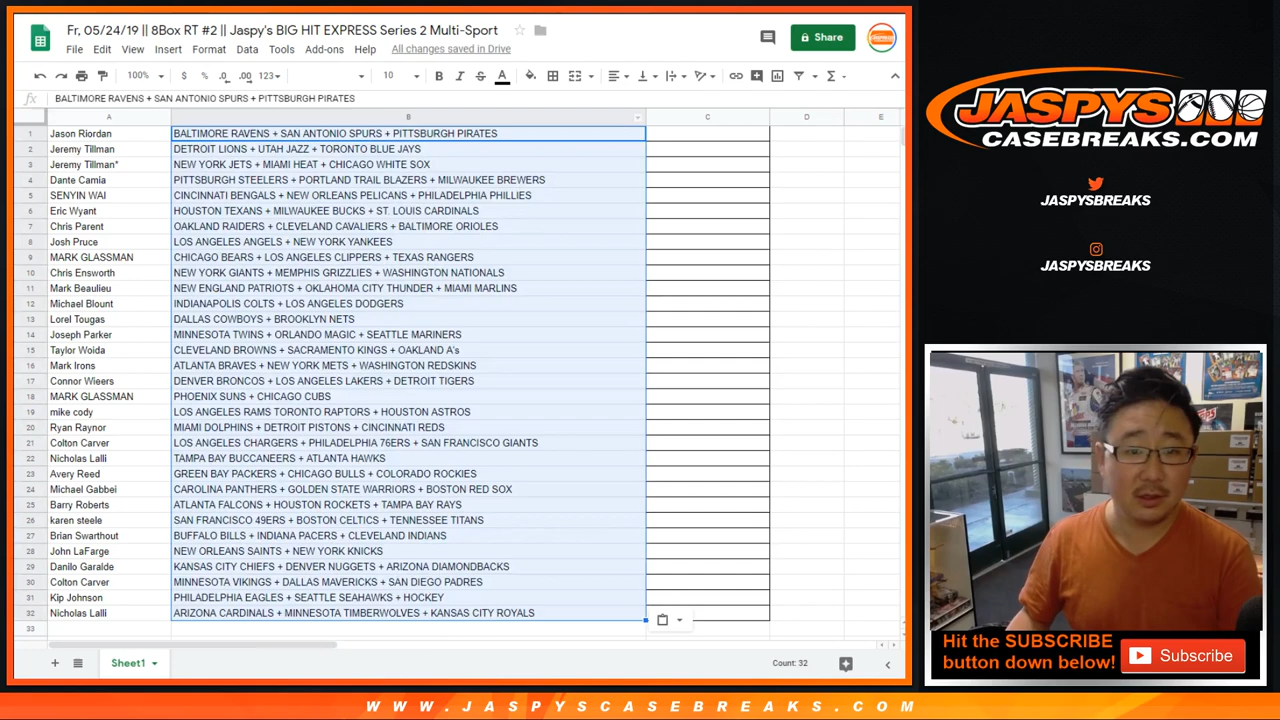 Fr, 05/24/19 || 8Box RT #2 || Jaspy's BIG HIT EXPRESS Series 2 Multi-Sport
Share
File Edit View Insert Format Data Tools Add-ons Help All changes saved in Drive
100% $ % .0 .00 123 10 B I S A
fx BALTIMORE RAVENS + SAN ANTONIO SPURS + PITTSBURGH PIRATES
A B C D E
1 Jason Riordan BALTIMORE RAVENS + SAN ANTONIO SPURS + PITTSBURGH PIRATES
2 Jeremy Tillman DETROIT LIONS + UTAH JAZZ + TORONTO BLUE JAYS
3 Jeremy Tillman* NEW YORK JETS + MIAMI HEAT + CHICAGO WHITE SOX
4 Dante Camia PITTSBURGH STEELERS + PORTLAND TRAIL BLAZERS + MILWAUKEE BREWERS
5 SENYIN WAI CINCINNATI BENGALS + NEW ORLEANS PELICANS + PHILADELPHIA PHILLIES
6 Eric Wyant HOUSTON TEXANS + MILWAUKEE BUCKS + ST. LOUIS CARDINALS
7 Chris Parent OAKLAND RAIDERS + CLEVELAND CAVALIERS + BALTIMORE ORIOLES
8 Josh Pruce LOS ANGELES ANGELS + NEW YORK YANKEES
9 MARK GLASSMAN CHICAGO BEARS + LOS ANGELES CLIPPERS + TEXAS RANGERS
10 Chris Ensworth NEW YORK GIANTS + MEMPHIS GRIZZLIES + WASHINGTON NATIONALS
11 Mark Beaulieu NEW ENGLAND PATRIOTS + OKLAHOMA CITY THUNDER + MIAMI MARLINS
12 Michael Blount INDIANAPOLIS COLTS + LOS ANGELES DODGERS
13 Lorel Tougas DALLAS COWBOYS + BROOKLYN NETS
14 Joseph Parker MINNESOTA TWINS + ORLANDO MAGIC + SEATTLE MARINERS
15 Taylor Woida CLEVELAND BROWNS + SACRAMENTO KINGS + OAKLAND A's
16 Mark Irons ATLANTA BRAVES + NEW YORK METS + WASHINGTON REDSKINS
17 Connor Wieers DENVER BRONCOS + LOS ANGELES LAKERS + DETROIT TIGERS
18 MARK GLASSMAN PHOENIX SUNS + CHICAGO CUBS
19 mike cody LOS ANGELES RAMS TORONTO RAPTORS + HOUSTON ASTROS
20 Ryan Raynor MIAMI DOLPHINS + DETROIT PISTONS + CINCINNATI REDS
21 Colton Carver LOS ANGELES CHARGERS + PHILADELPHIA 76ERS + SAN FRANCISCO GIANTS
22 Nicholas Lalli TAMPA BAY BUCCANEERS + ATLANTA HAWKS
23 Avery Reed GREEN BAY PACKERS + CHICAGO BULLS + COLORADO ROCKIES
24 Michael Gabbei CAROLINA PANTHERS + GOLDEN STATE WARRIORS + BOSTON RED SOX
25 Barry Roberts ATLANTA FALCONS + HOUSTON ROCKETS + TAMPA BAY RAYS
26 karen steele SAN FRANCISCO 49ERS + BOSTON CELTICS + TENNESSEE TITANS
27 Brian Swarthout BUFFALO BILLS + INDIANA PACERS + CLEVELAND INDIANS
28 John LaFarge NEW ORLEANS SAINTS + NEW YORK KNICKS
29 Danilo Garalde KANSAS CITY CHIEFS + DENVER NUGGETS + ARIZONA DIAMONDBACKS
30 Colton Carver MINNESOTA VIKINGS + DALLAS MAVERICKS + SAN DIEGO PADRES
31 Kip Johnson PHILADELPHIA EAGLES + SEATTLE SEAHAWKS + HOCKEY
32 Nicholas Lalli ARIZONA CARDINALS + MINNESOTA TIMBERWOLVES + KANSAS CITY ROYALS
33
Sheet1 Count: 32
JASPYS
CASEBREAKS.COM
JASPYSBREAKS
JASPYSBREAKS
Hit the SUBSCRIBE
button down below!
Subscribe
WWW.JASPYSCASEBREAKS.COM